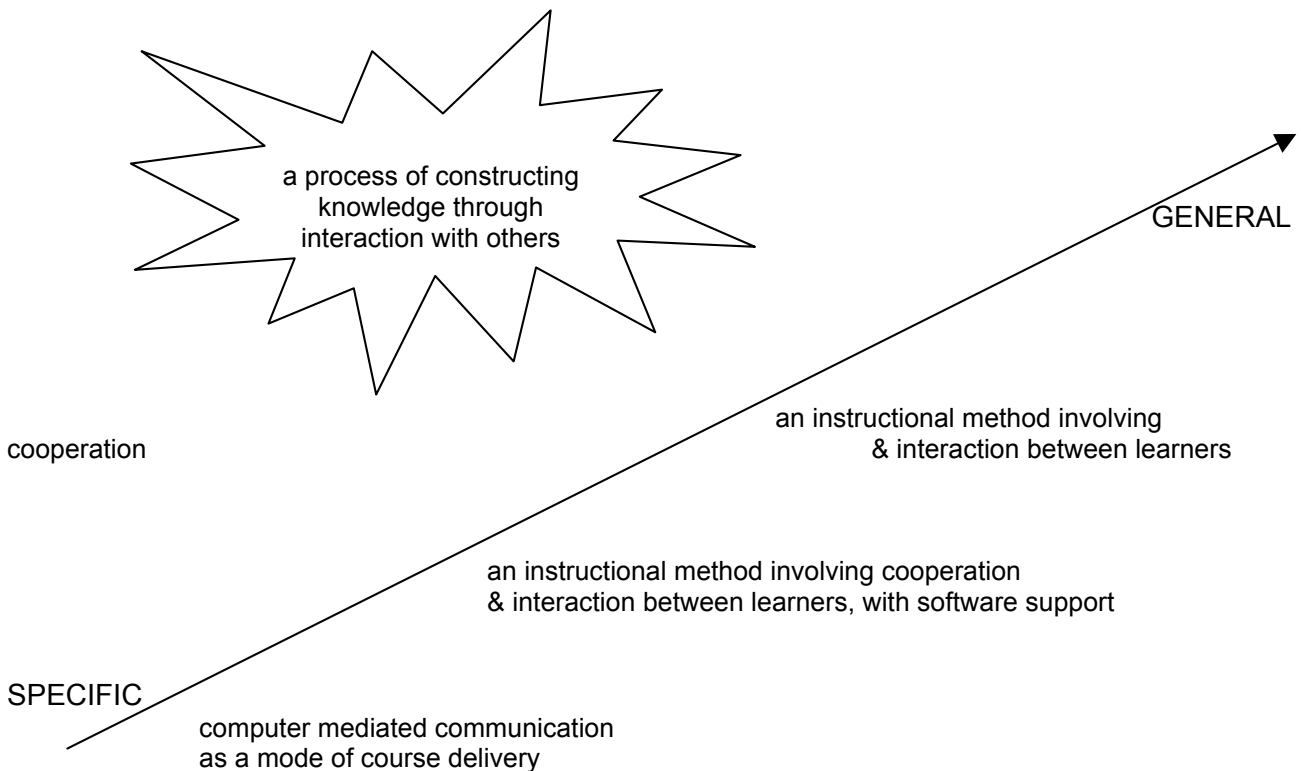 a process of constructing
knowledge through
interaction with others
GENERAL
an instructional method involving
cooperation
& interaction between learners
an instructional method involving cooperation
& interaction between learners, with software support
SPECIFIC
computer mediated communication
as a mode of course delivery